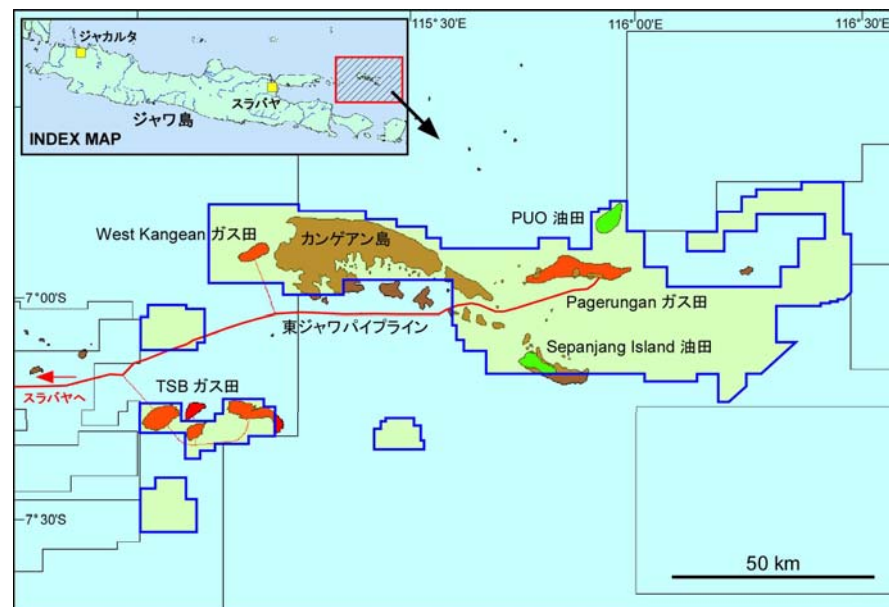 115°30'E
116°00'E
116°30'E
ジャカルタ
スラバヤ
ジャワ島
INDEX MAP
PUO 油田
West Kangean ガス田
カンゲアン島
Pagerungan ガス田
7°00'S
東ジャワパイプライン
Sepanjang Island 油田
TSB ガス田
スラバヤへ
7°30'S
50 km